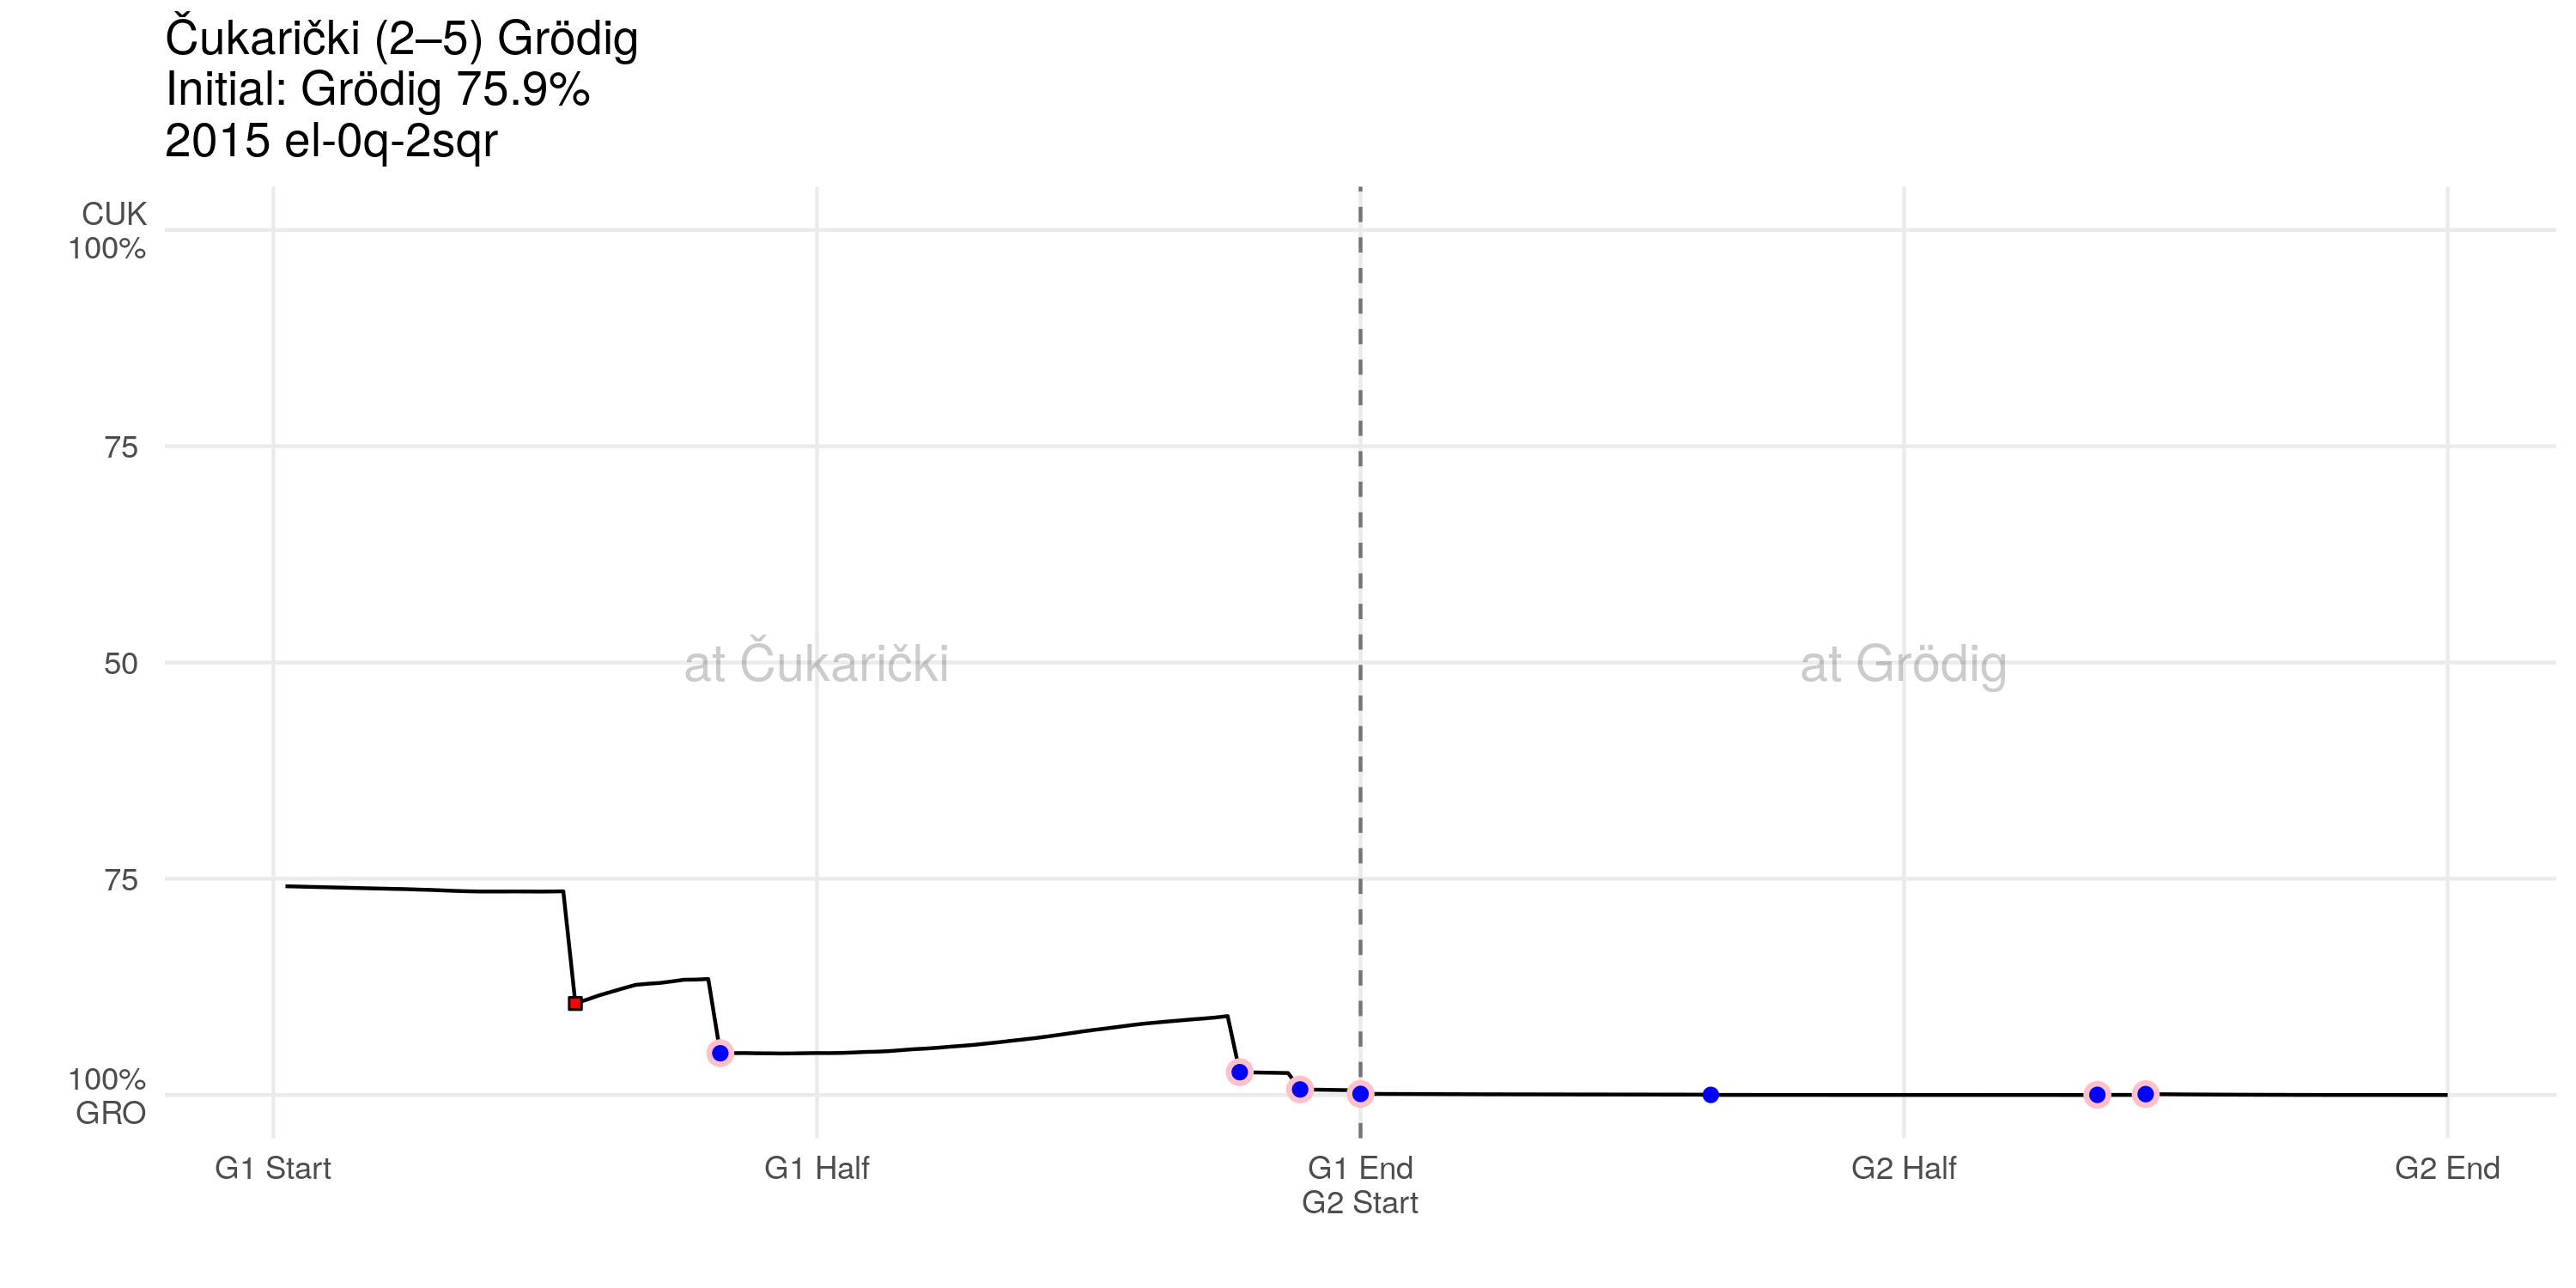 Čukarički (2–5) Grödig
Initial: Grödig 75.9%
2015 el-0q-2sqr
CUK
100%
75
50
75
100%
GRO
at Čukarički
at Grödig
G1 Start
G1 Half
G1 End
G2 Start
G2 Half
G2 End